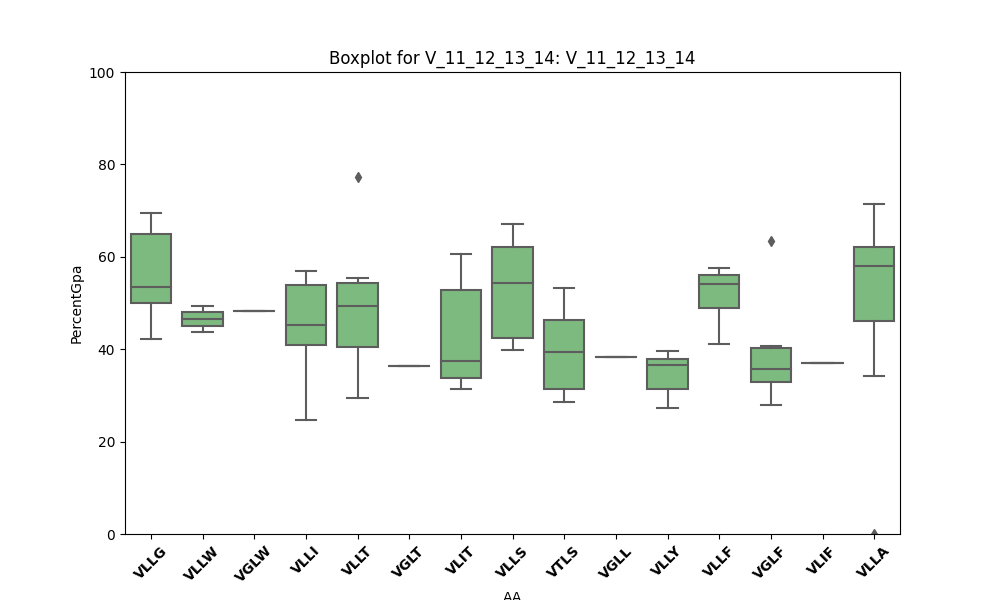 Boxplot for V_11_12_13_14: V_11_12_13_14
100
80
60
40
20
0
PercentGpa
VLLG
VLLW
VGLW
VLLI
VLLT
VGLT
VLIT
VLLS
VTLS
VGLL
VLLY
VLLF
VGLF
VLIF
VLLA
AA